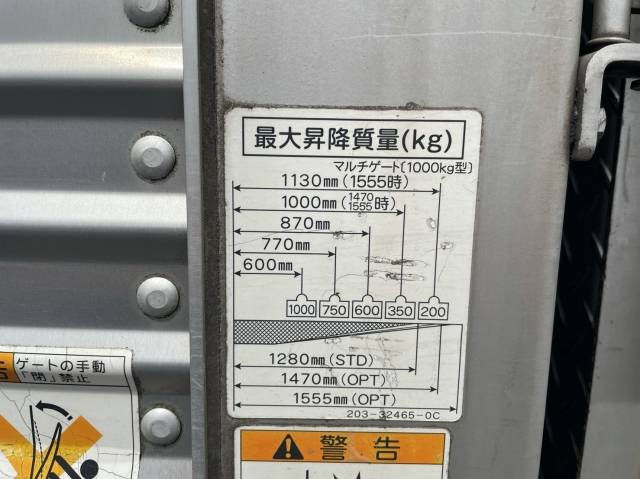 最大昇降質量(kg)
マルチゲート〔1000kg型〕
1130mm(1555時)
1000mm(1470 1555時)
870mm
770mm
600mm
1000 750 600 350 200
1280mm(STD)
1470mm(OPT)
1555mm(OPT)
203-32465-0C
告
ゲートの手動
「閉」禁止
警告